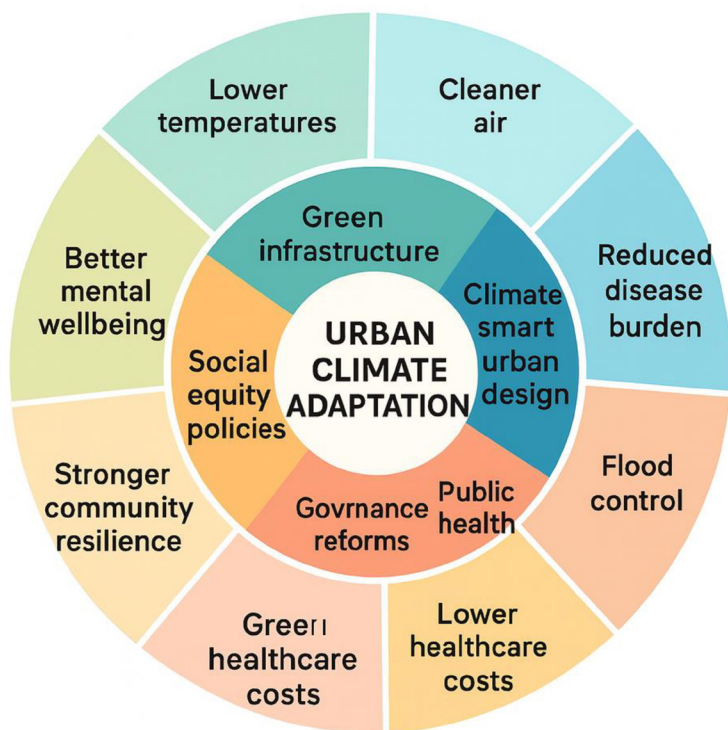 Lower
temperatures
Cleaner
air
Reduced
disease
burden
Flood
control
Lower
healthcare
costs
Green
healthcare
costs
Stronger
community
resilience
Better
mental
wellbeing
Green
infrastructure
Climate
smart
urban
design
Public
health
Govrnance
reforms
Social
equity
policies
URBAN
CLIMATE
ADAPTATION